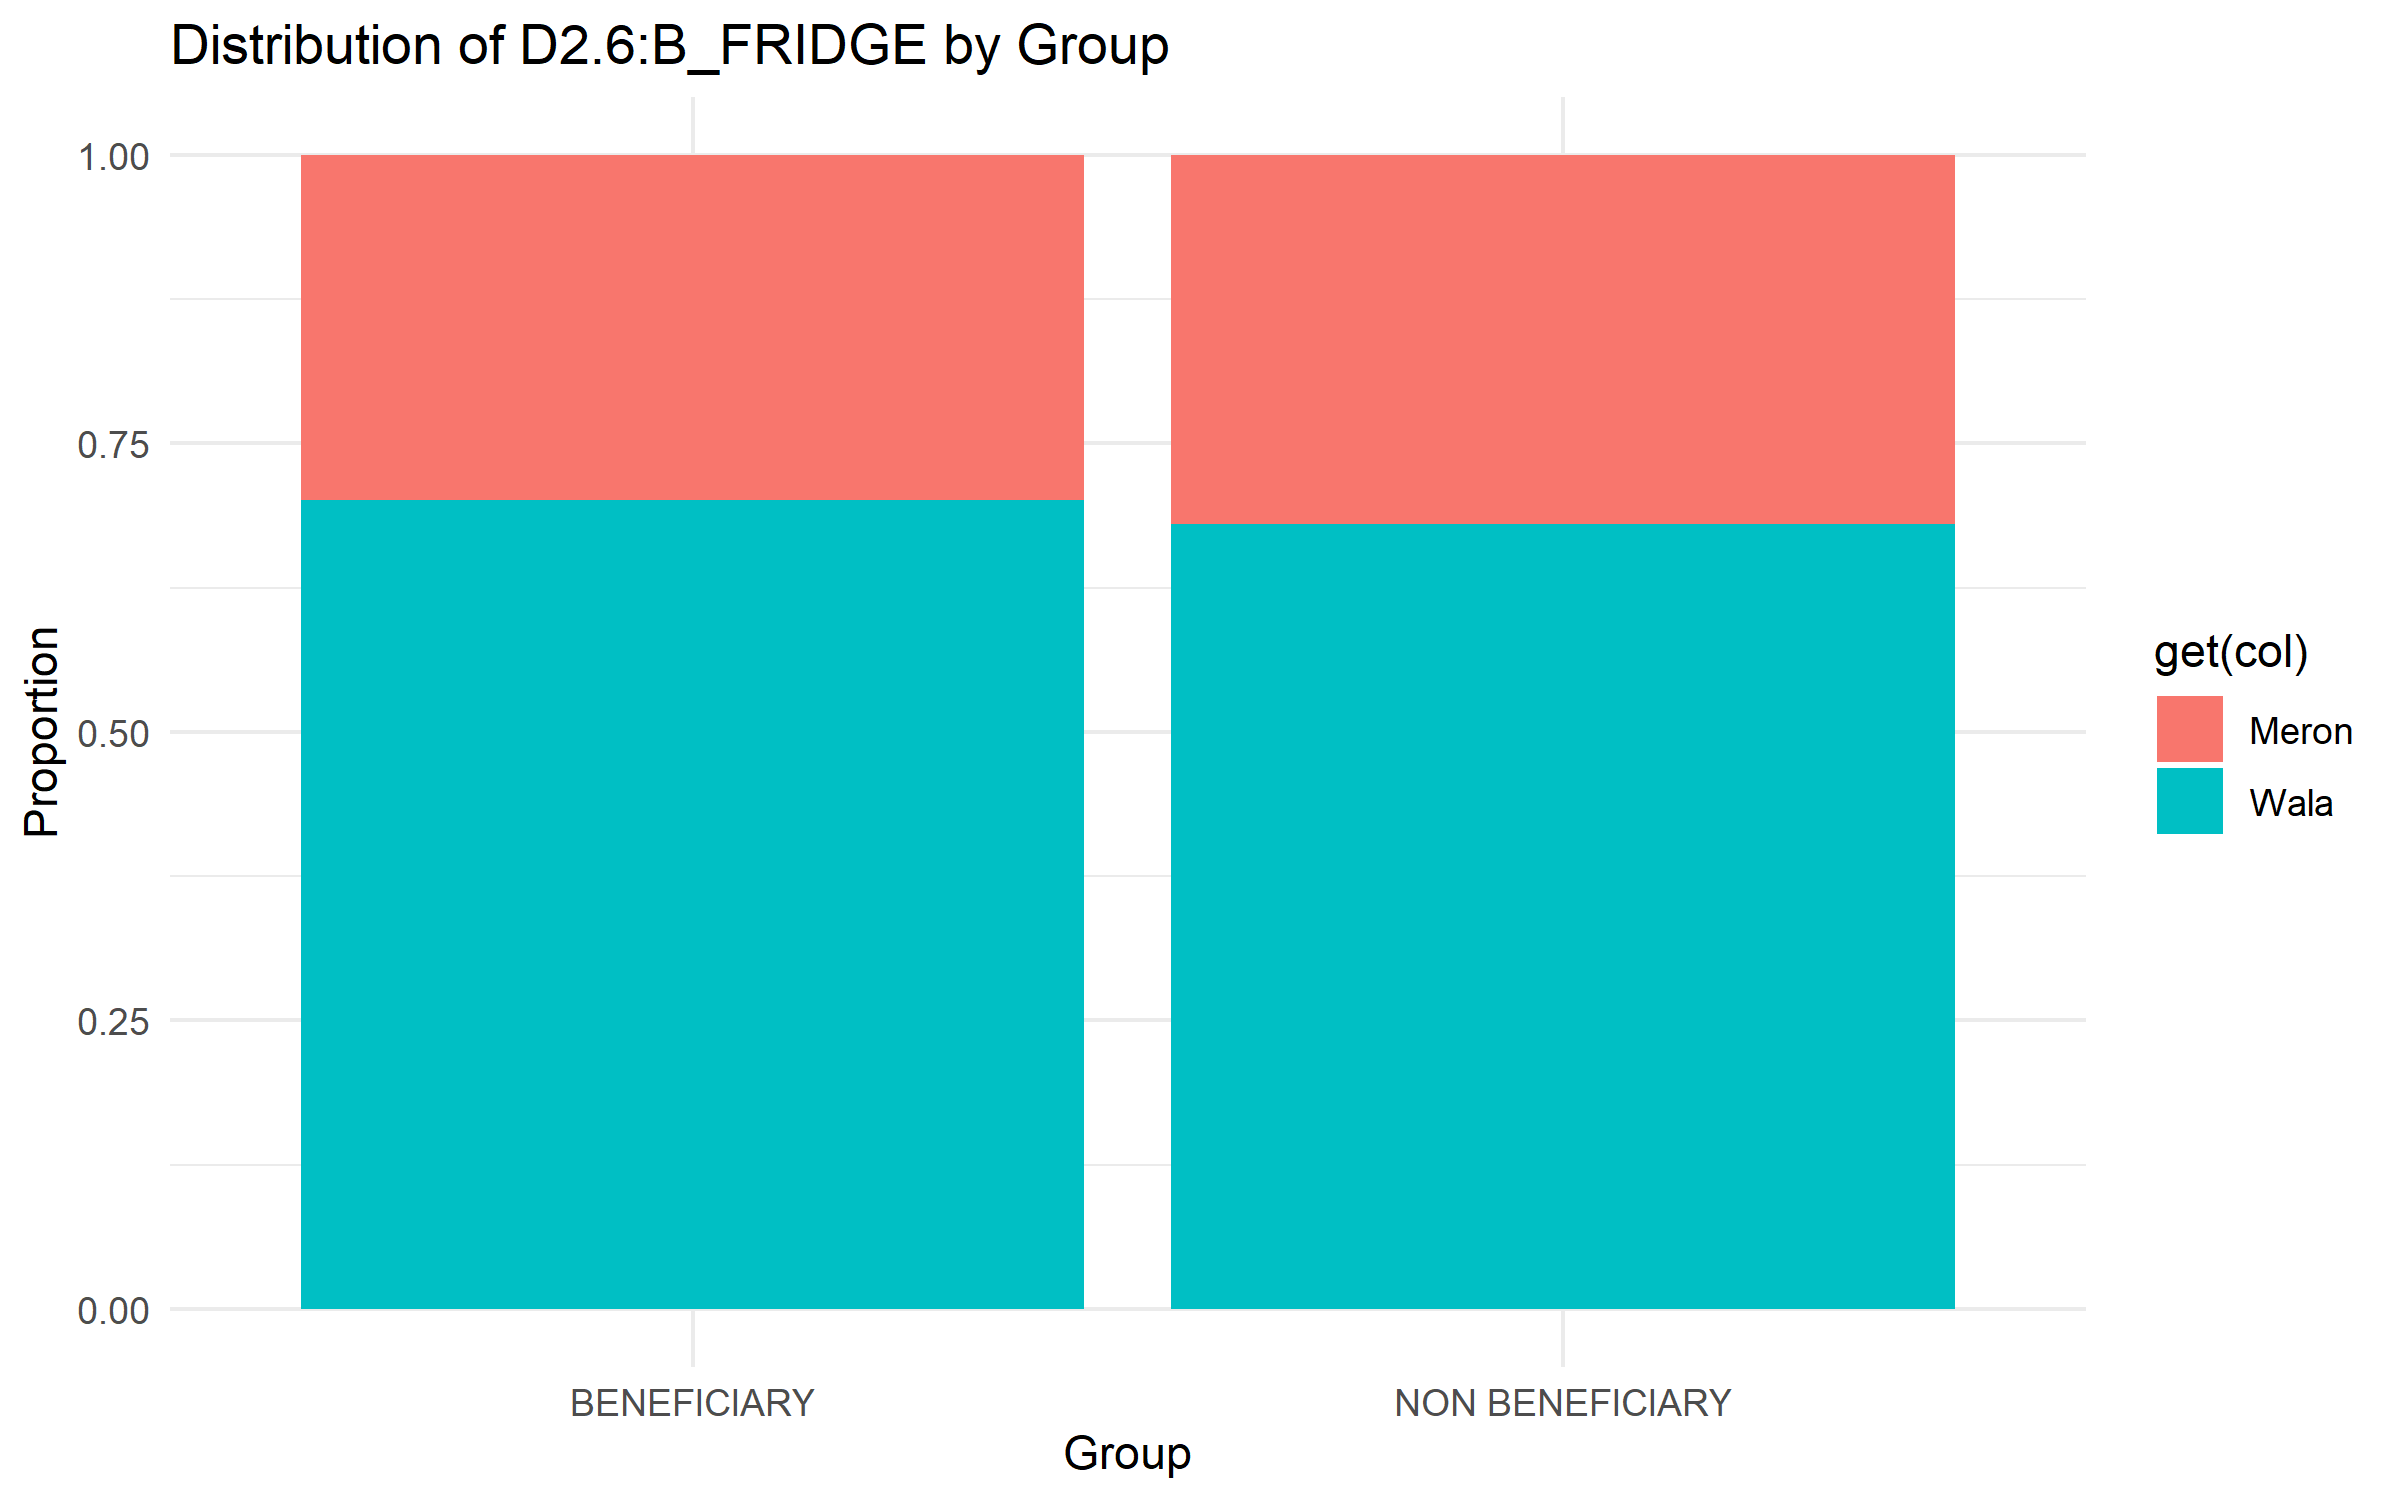 Distribution of D2.6:B_FRIDGE by Group
1.00
0.75
0.50
0.25
0.00
Proportion
BENEFICIARY
NON BENEFICIARY
Group
get(col)
Meron
Wala